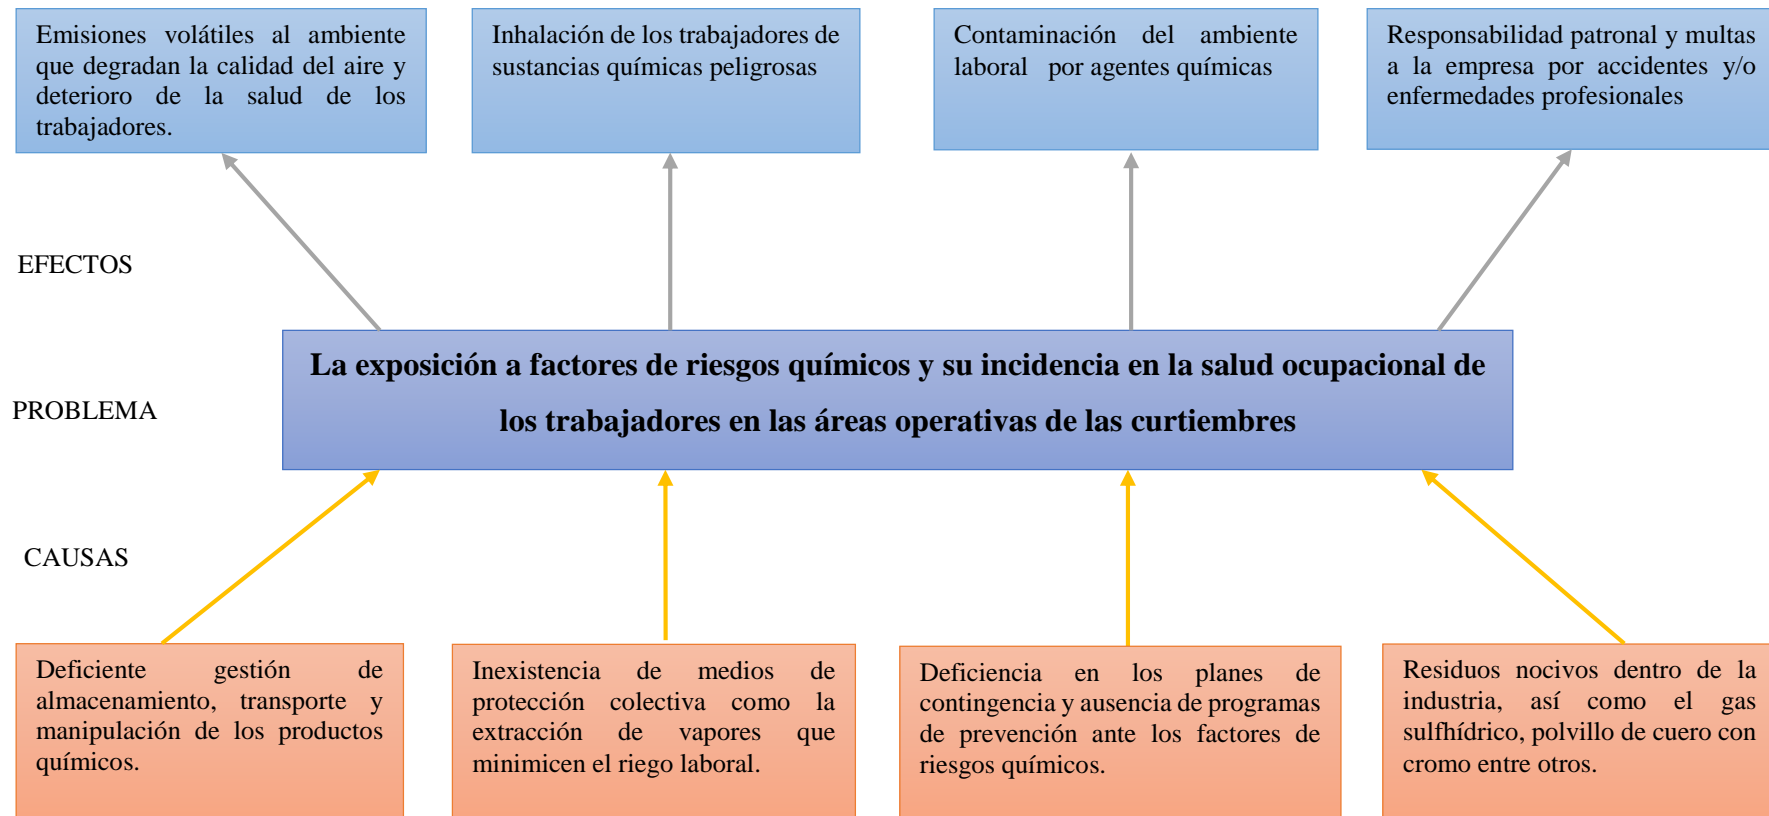 Emisiones volátiles al ambiente
que degradan la calidad del aire y
deterioro de la salud de los
trabajadores.
Inhalación de los trabajadores de
sustancias químicas peligrosas
Contaminación del ambiente
laboral por agentes químicas
Responsabilidad patronal y multas
a la empresa por accidentes y/o
enfermedades profesionales
EFECTOS
La exposición a factores de riesgos químicos y su incidencia en la salud ocupacional de
los trabajadores en las áreas operativas de las curtiembres
PROBLEMA
CAUSAS
Deficiente gestión de
almacenamiento, transporte y
manipulación de los productos
químicos.
Inexistencia de medios de
protección colectiva como la
extracción de vapores que
minimicen el riego laboral.
Deficiencia en los planes de
contingencia y ausencia de programas
de prevención ante los factores de
riesgos químicos.
Residuos nocivos dentro de la
industria, así como el gas
sulfhídrico, polvillo de cuero con
cromo entre otros.